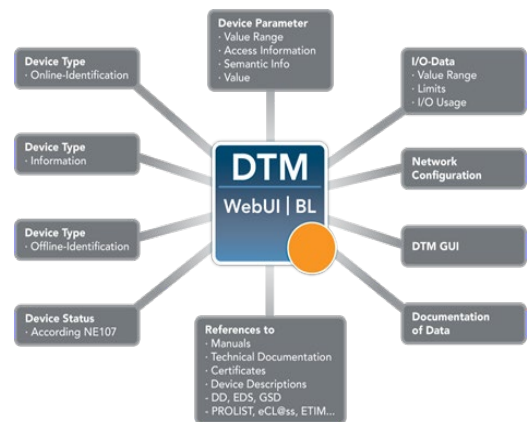 Device Parameter
· Value Range
· Access Information
· Semantic Info
· Value
Device Type
· Online-Identification
I/O-Data
· Value Range
· Limits
· I/O Usage
Device Type
· Information
DTM
WebUI | BL
Network
Configuration
Device Type
· Offline-Identification
DTM GUI
Device Status
· According NE107
References to
· Manuals
· Technical Documentation
· Certificates
· Device Descriptions
· DD, EDS, GSD
· PROLIST, eCL@ss, ETIM...
Documentation
of Data